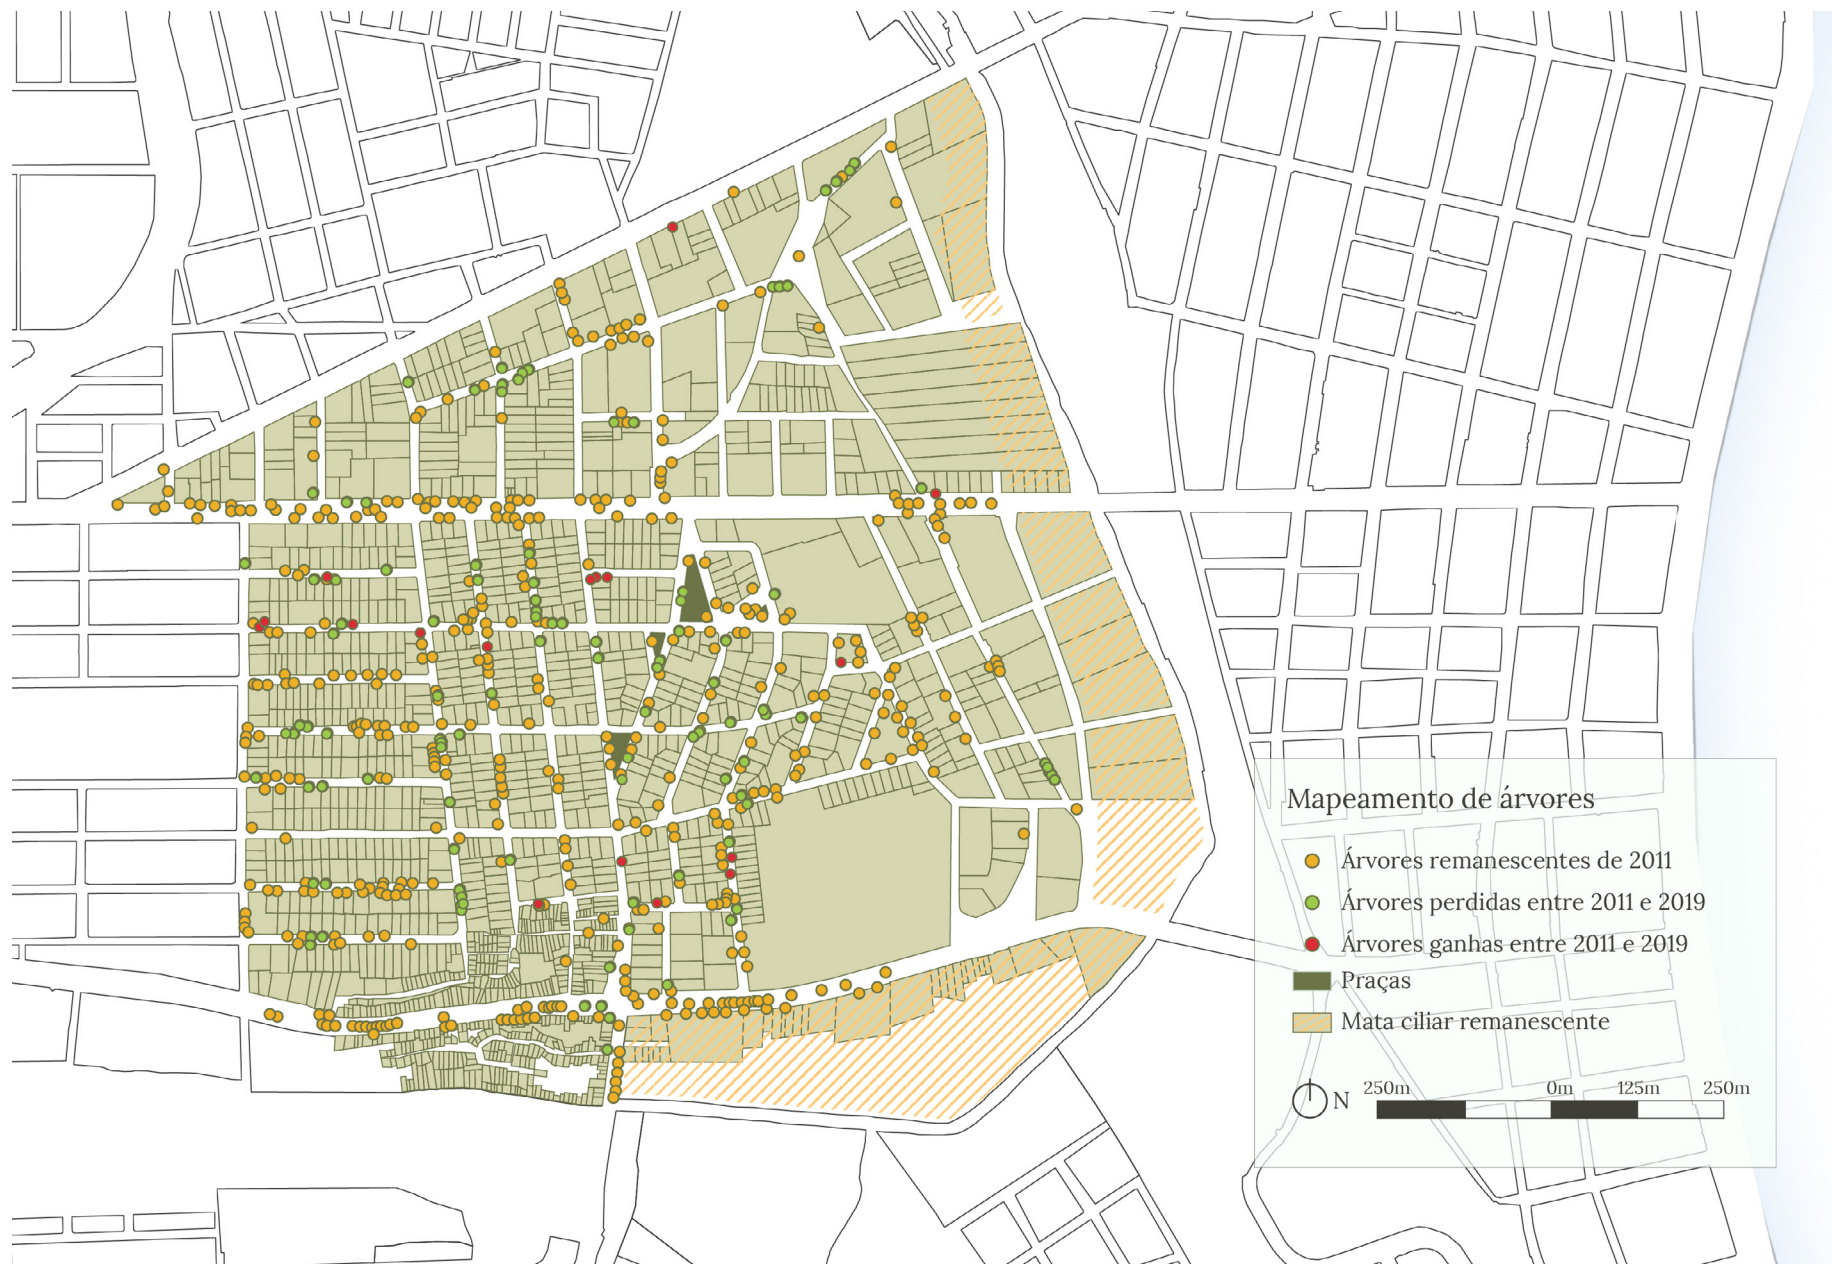 Mapeamento de árvores
Árvores remanescentes de 2011
Árvores perdidas entre 2011 e 2019
Árvores ganhas entre 2011 e 2019
Praças
Mata ciliar remanescente
N 250m 0m 125m 250m